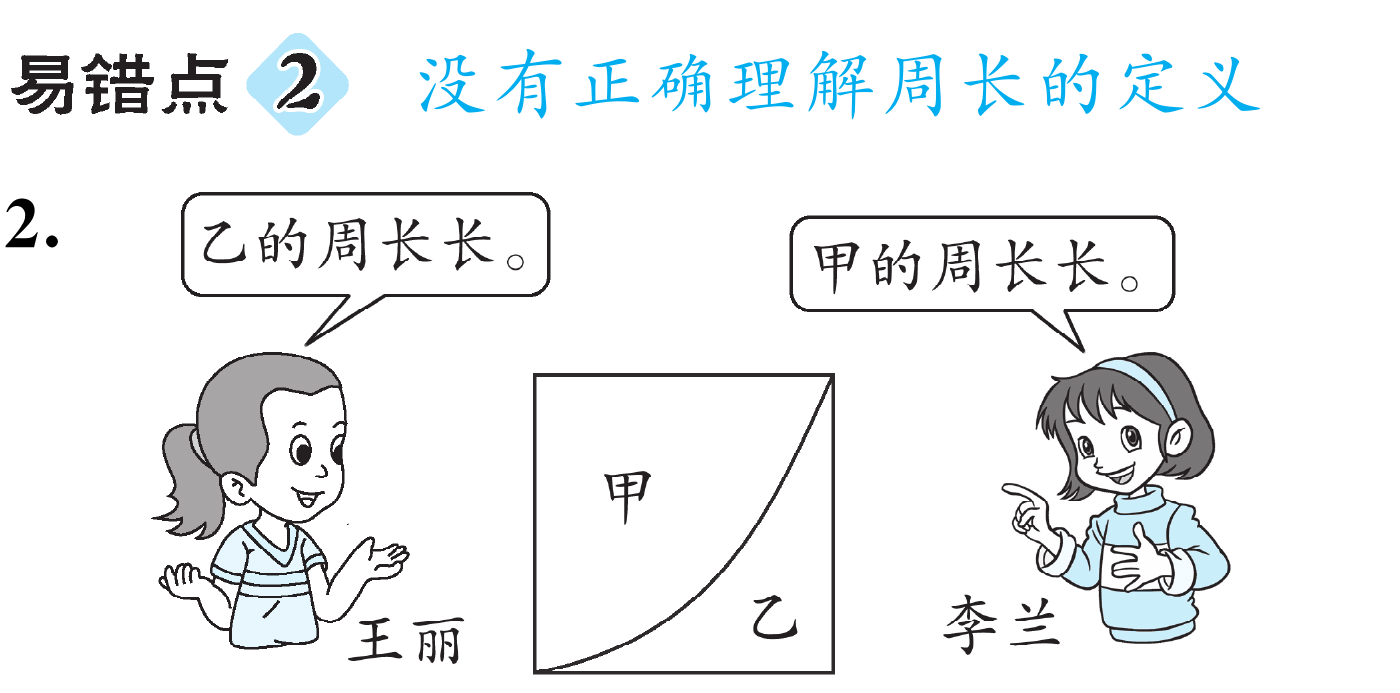 易错点 2 没有正确理解周长的定义
2.
乙的周长长。
甲的周长长。
甲
乙
王丽
李兰